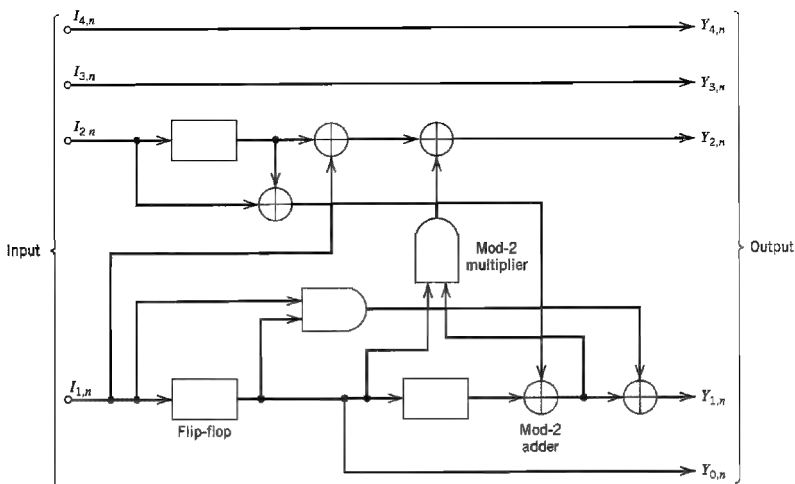 I4,n
Y4,n
I3,n
Y3,n
I2 n
Y2,n
Input
Mod-2
multiplier
Output
I1,n
Y1,n
Flip-flop
Mod-2
adder
Y0,n